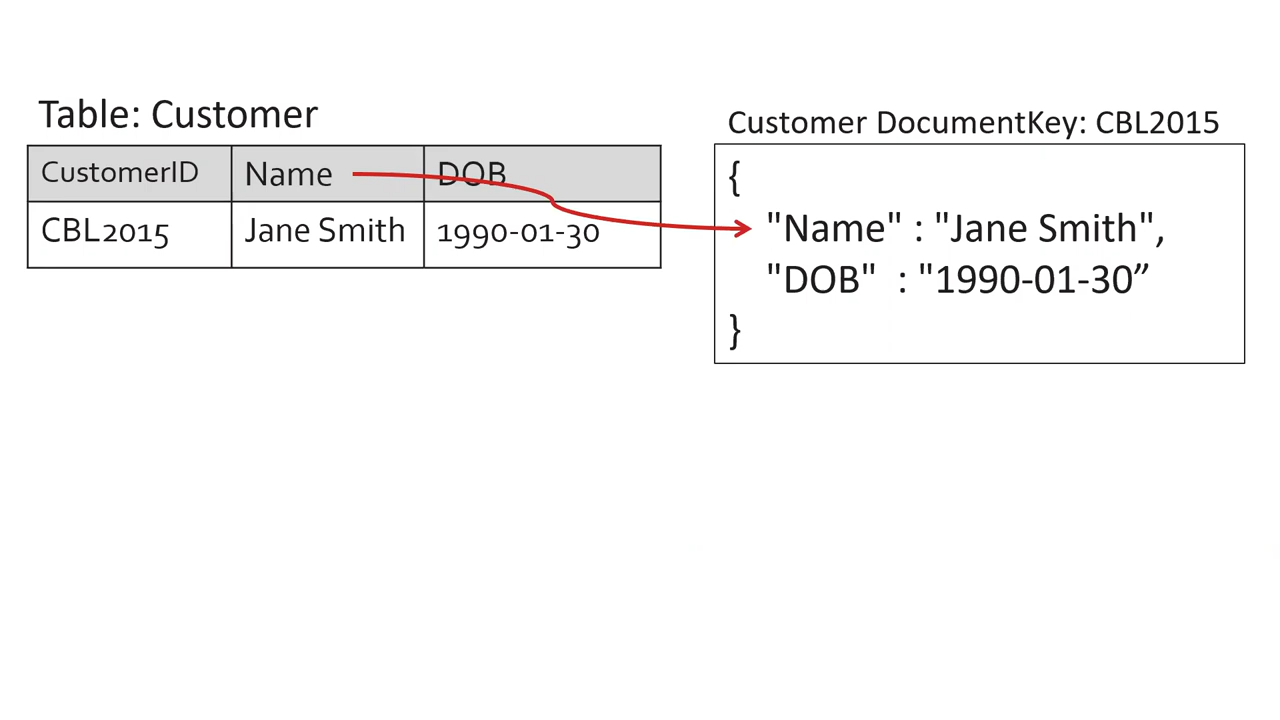 Table: Customer
CustomerID Name DOB
CBL2015 Jane Smith 1990-01-30
Customer DocumentKey: CBL2015
{
"Name" : "Jane Smith",
"DOB" : "1990-01-30”
}